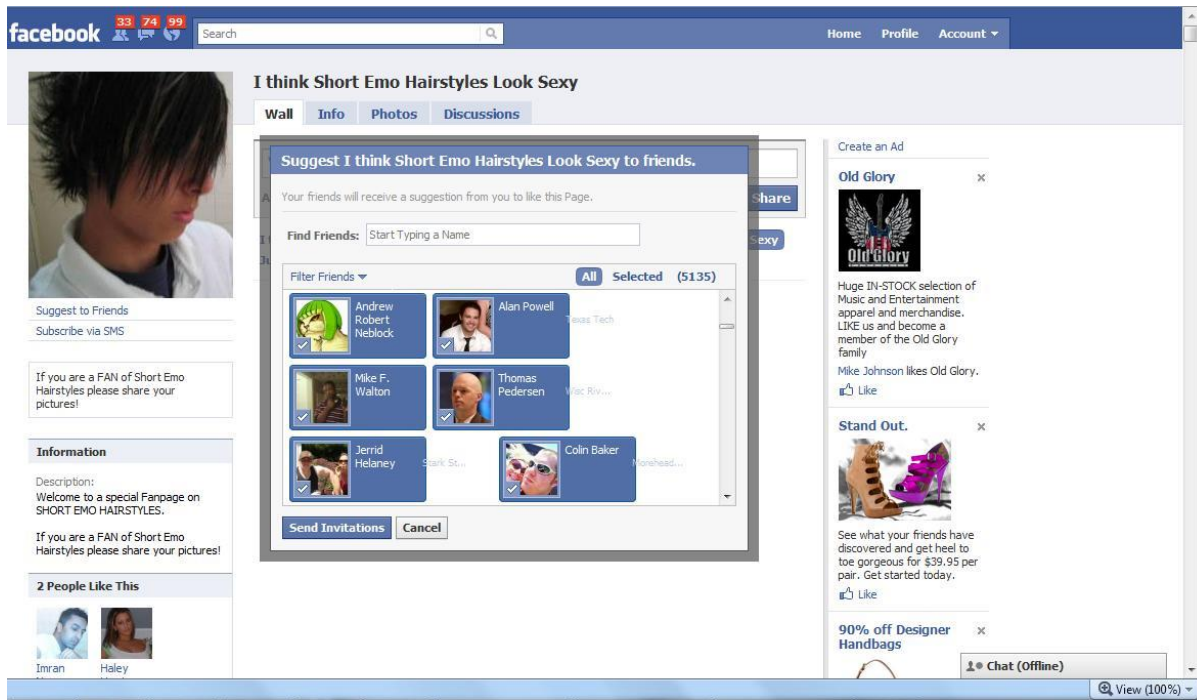 facebook
33 74 99
Search
Home Profile Account
I think Short Emo Hairstyles Look Sexy
Wall Info Photos Discussions
Suggest I think Short Emo Hairstyles Look Sexy to friends.
Your friends will receive a suggestion from you to like this Page.
Share
Find Friends: Start Typing a Name
Sexy
Filter Friends All Selected (5135)
Andrew
Robert
Neblock
Alan Powell
Texas Tech
Mike F.
Walton
Thomas
Pedersen
Wisc Riv...
Jerrid
Helaney
Stark St...
Colin Baker
Morehead...
Send Invitations Cancel
Suggest to Friends
Subscribe via SMS
If you are a FAN of Short Emo
Hairstyles please share your
pictures!
Information
Description:
Welcome to a special Fanpage on
SHORT EMO HAIRSTYLES.
If you are a FAN of Short Emo
Hairstyles please share your pictures!
2 People Like This
Imran
Haley
Create an Ad
Old Glory
Old Glory
Huge IN-STOCK selection of
Music and Entertainment
apparel and merchandise.
LIKE us and become a
member of the Old Glory
family
Mike Johnson likes Old Glory.
Like
Stand Out.
See what your friends have
discovered and get heel to
toe gorgeous for $39.95 per
pair. Get started today.
Like
90% off Designer
Handbags
Chat (Offline)
View (100%)